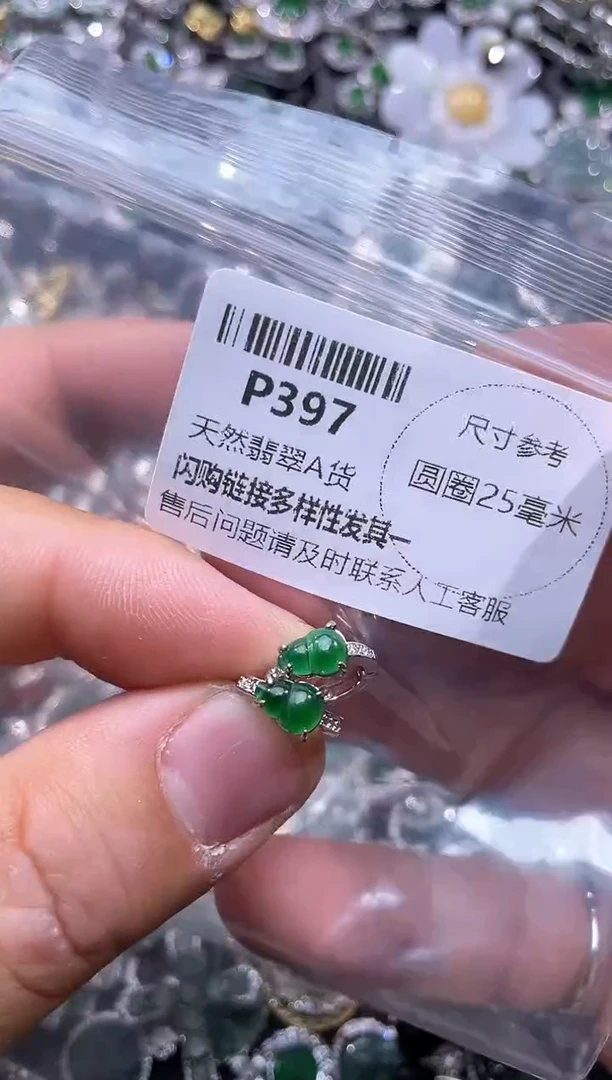 P397
天然翡翠A货
闪购链接多样性发其一
售后问题请及时联系人工客服
尺寸参考
圆圈25毫米